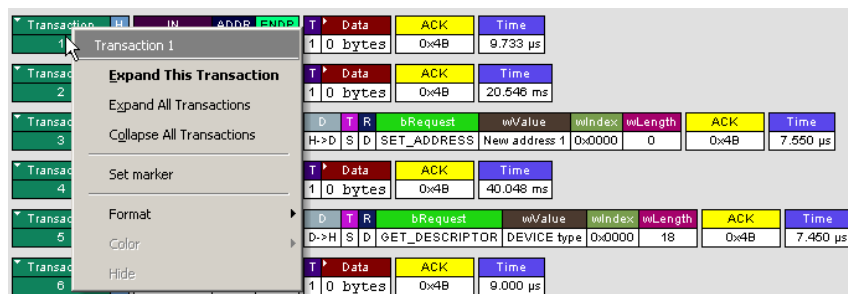 Transaction H IN ADDR ENDP T Data ACK Time
1 1 0 bytes 0x4B 9.733 µs
Transaction 1
Expand This Transaction
Expand All Transactions
Collapse All Transactions
Set marker
Format
Color
Hide
Transac T Data ACK Time
2 1 0 bytes 0x4B 20.546 ms
Transac D T R bRequest wValue wIndex wLength ACK Time
3 H->D S D SET_ADDRESS New address 1 0x0000 0 0x4B 7.550 µs
Transac T Data ACK Time
4 1 0 bytes 0x4B 40.048 ms
Transac D T R bRequest wValue wIndex wLength ACK Time
5 D->H S D GET_DESCRIPTOR DEVICE type 0x0000 18 0x4B 7.450 µs
Transac T Data ACK Time
6 1 0 bytes 0x4B 9.000 µs